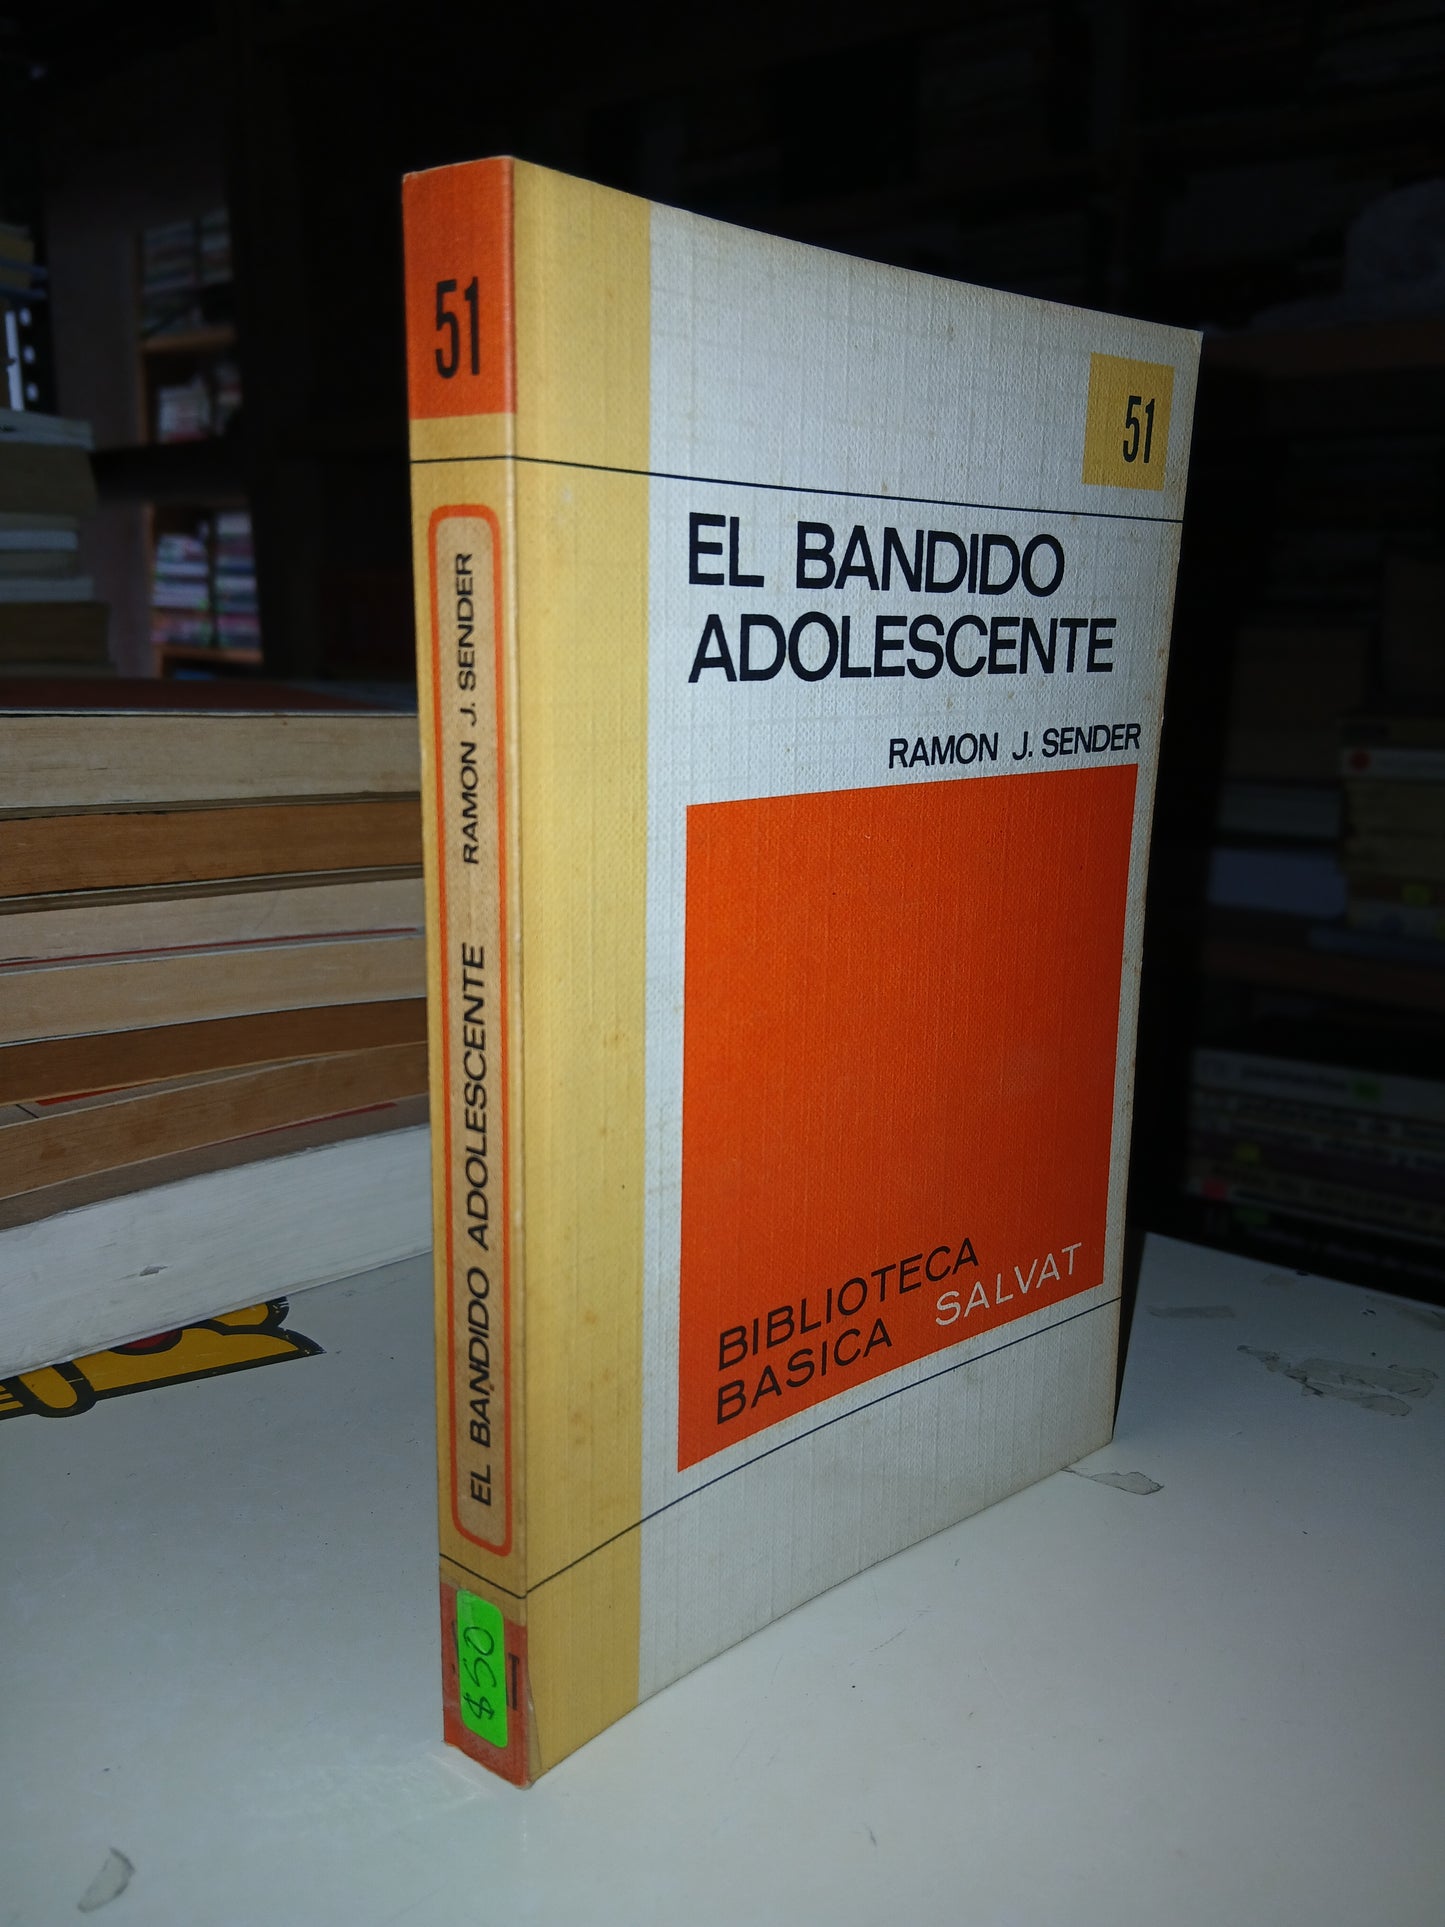 51
EL BANDIDO ADOLESCENTE RAMON J. SENDER
$50
51
EL BANDIDO
ADOLESCENTE
RAMON J. SENDER
BIBLIOTECA
BASICA SALVAT